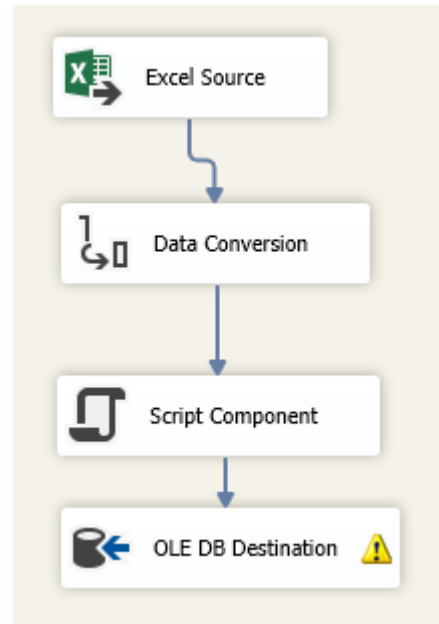 Excel Source
Data Conversion
Script Component
OLE DB Destination